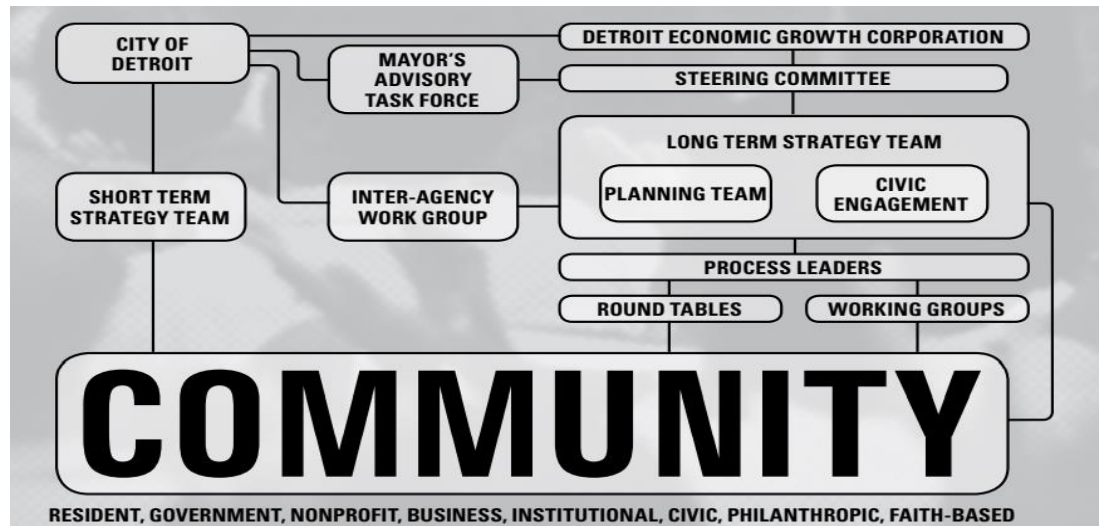 CITY OF
DETROIT
DETROIT ECONOMIC GROWTH CORPORATION
MAYOR'S
ADVISORY
TASK FORCE
STEERING COMMITTEE
LONG TERM STRATEGY TEAM
PLANNING TEAM
CIVIC
ENGAGEMENT
SHORT TERM
STRATEGY TEAM
INTER-AGENCY
WORK GROUP
PROCESS LEADERS
ROUND TABLES
WORKING GROUPS
COMMUNITY
RESIDENT, GOVERNMENT, NONPROFIT, BUSINESS, INSTITUTIONAL, CIVIC, PHILANTHROPIC, FAITH-BASED